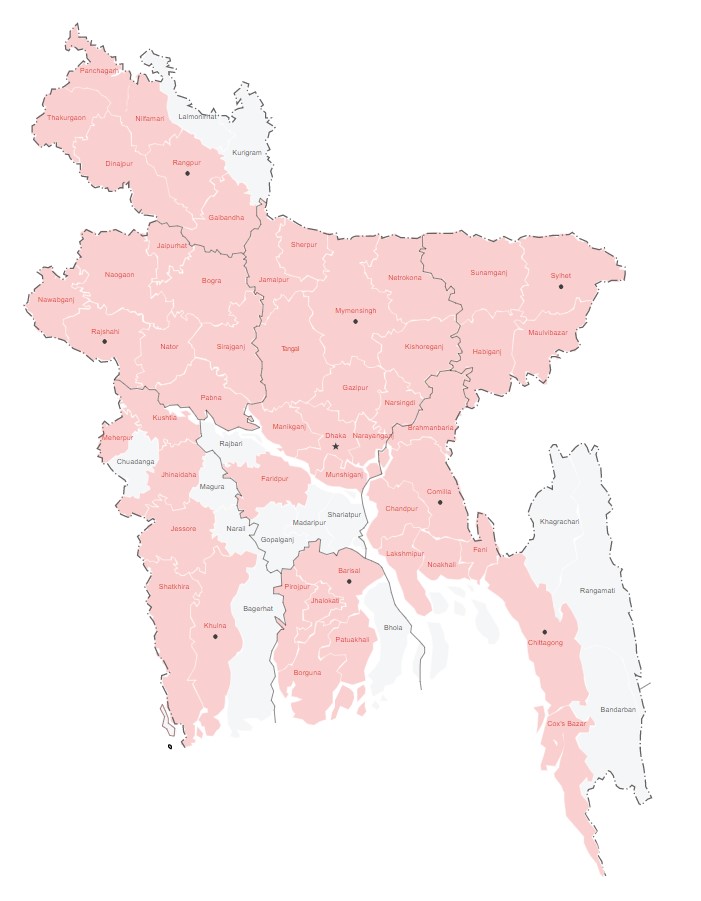 Panchagarh
Thakurgaon
Nilfamari
Lalmonirhat
Kurigram
Dinajpur
Rangpur
Gaibandha
Jaipurhat
Sherpur
Naogaon
Bogra
Jamalpur
Netrokona
Sunamganj
Sylhet
Nawabganj
Rajshahi
Mymensingh
Maulvibazar
Nator
Sirajganj
Tangail
Kishoreganj
Habiganj
Pabna
Gazipur
Narsingdi
Kushtia
Manikganj
Dhaka
Narayanganj
Brahmanbaria
Meherpur
Rajbari
Chuadanga
Jhinaidaha
Magura
Faridpur
Munshiganj
Comilla
Chandpur
Shariatpur
Madaripur
Khagrachari
Jessore
Narail
Gopalganj
Lakshmipur
Noakhali
Feni
Shatkhira
Barisal
Pirojpur
Jhalokati
Rangamati
Bagerhat
Khulna
Bhola
Patuakhali
Chittagong
Borguna
Bandarban
Cox's Bazar